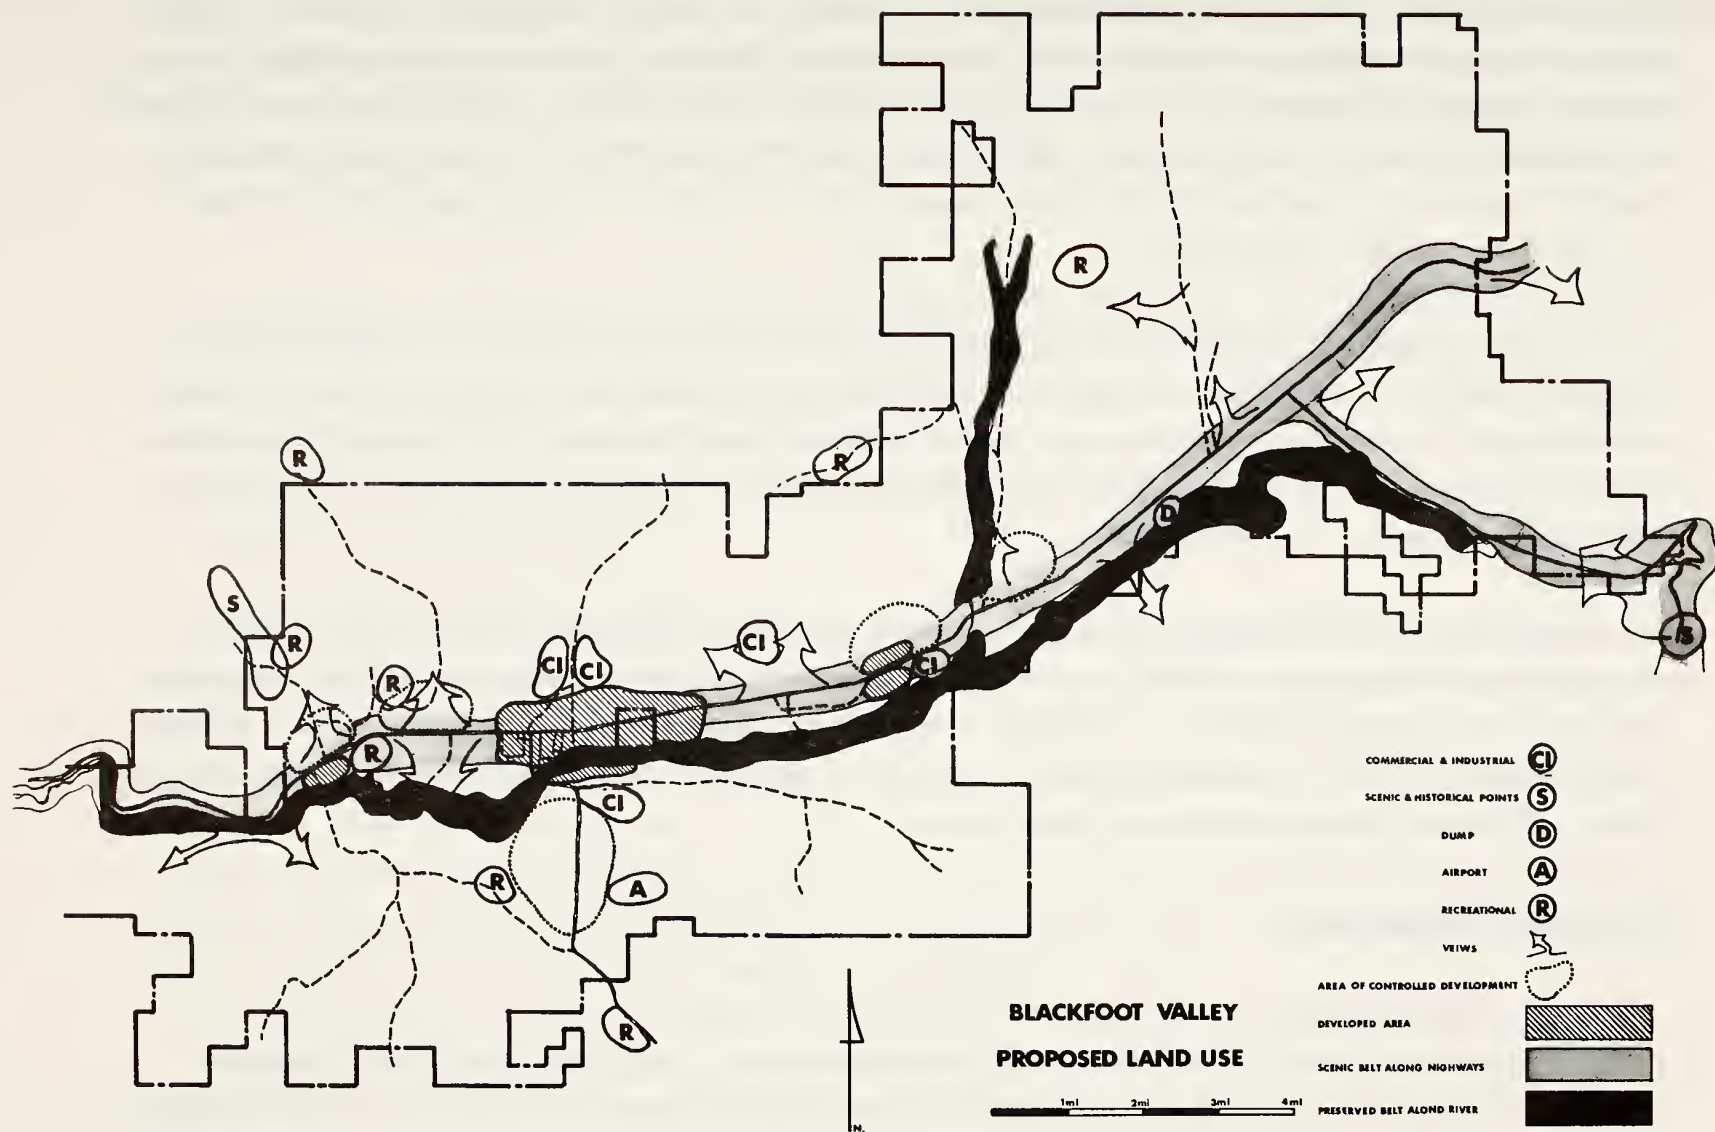 R
R
R
S
R
R
CI
CI
CI
CI
D
S
R
CI
R
A
R
COMMERCIAL & INDUSTRIAL CI
SCENIC & HISTORICAL POINTS S
DUMP D
AIRPORT A
RECREATIONAL R
VEIWS
AREA OF CONTROLLED DEVELOPMENT
DEVELOPED AREA
SCENIC BELT ALONG HIGHWAYS
PRESERVED BELT ALOND RIVER
BLACKFOOT VALLEY
PROPOSED LAND USE
1mi 2mi 3mi 4mi
N.